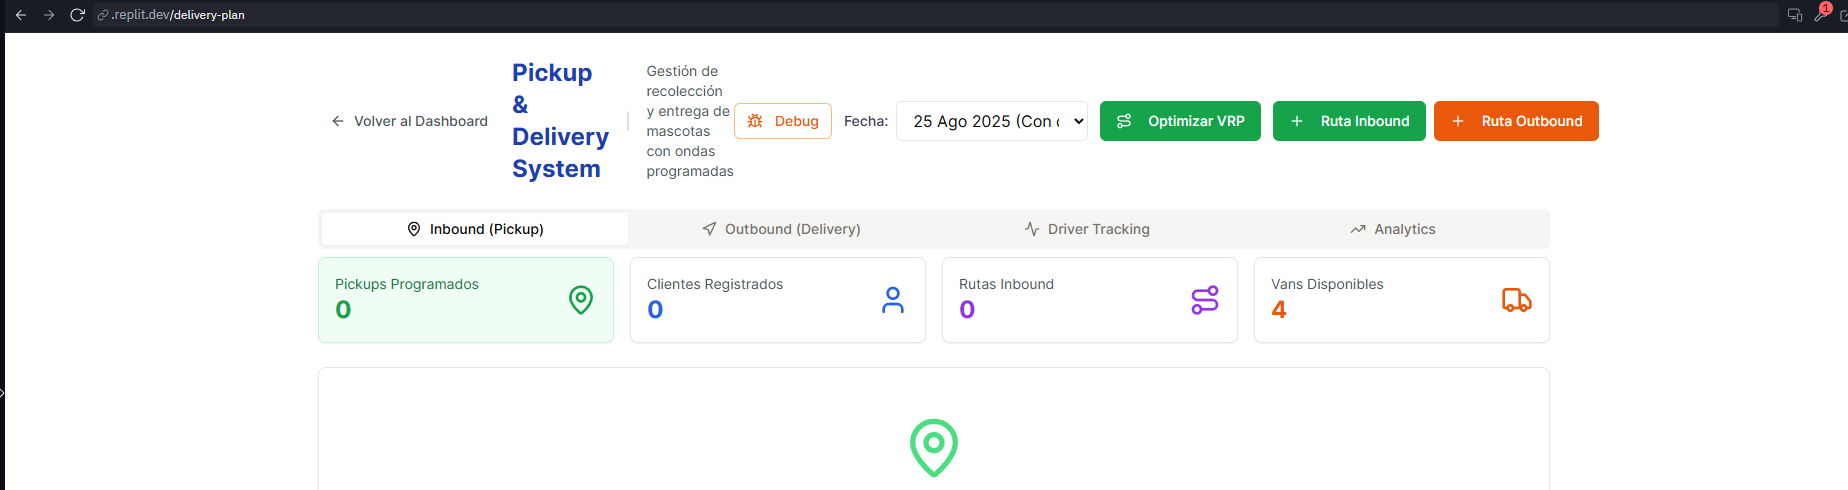 .replit.dev/delivery-plan
1
Volver al Dashboard
Pickup
&
Delivery
System
Gestión de
recolección
y entrega de
mascotas
con ondas
programadas
Debug
Fecha:
25 Ago 2025 (Con
Optimizar VRP
Ruta Inbound
Ruta Outbound
Inbound (Pickup)
Outbound (Delivery)
Driver Tracking
Analytics
Pickups Programados
0
Clientes Registrados
0
Rutas Inbound
0
Vans Disponibles
4